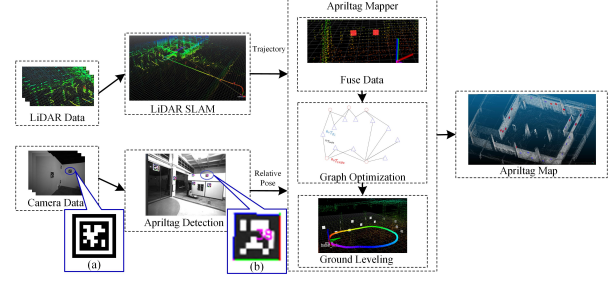 Apriltag Mapper
Trajectory
Fuse Data
LiDAR Data
LiDAR SLAM
Graph Optimization
Apriltag Map
Relative
Pose
Camera Data
Apriltag Detection
Ground Leveling
(a)
(b)